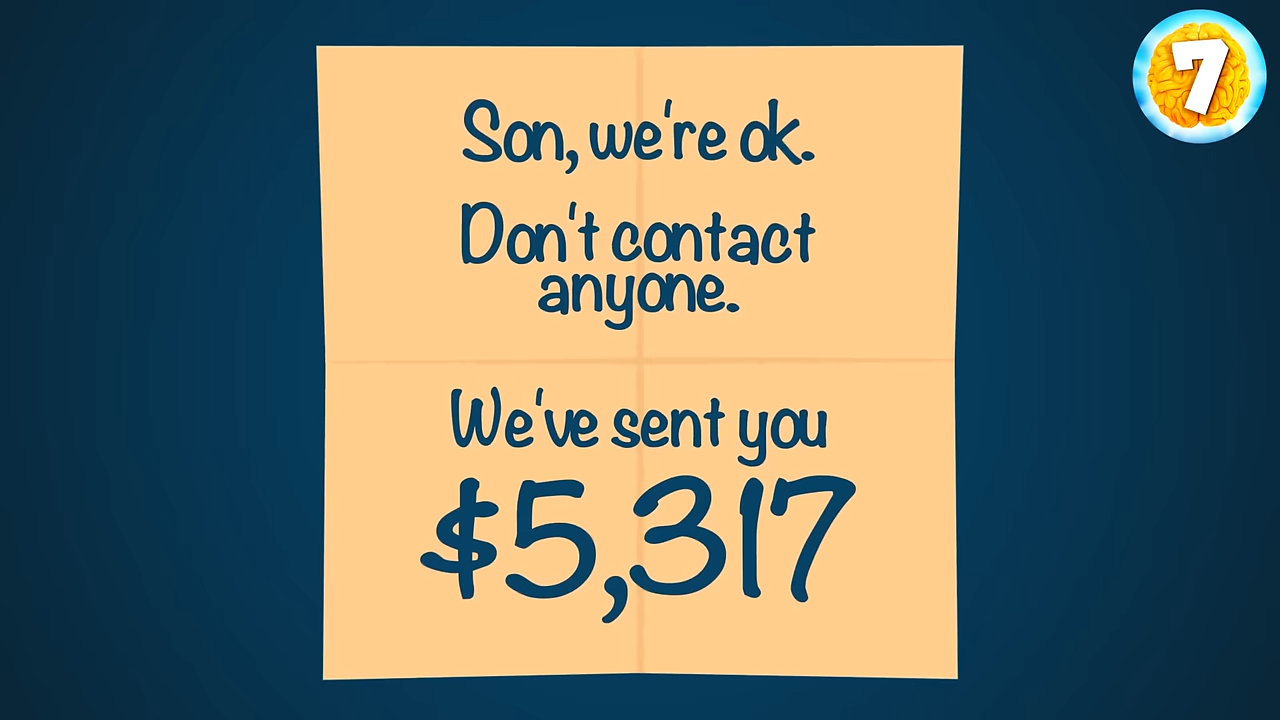 7
Son, we're ok.
Don't contact
anyone.
We've sent you
$5,317